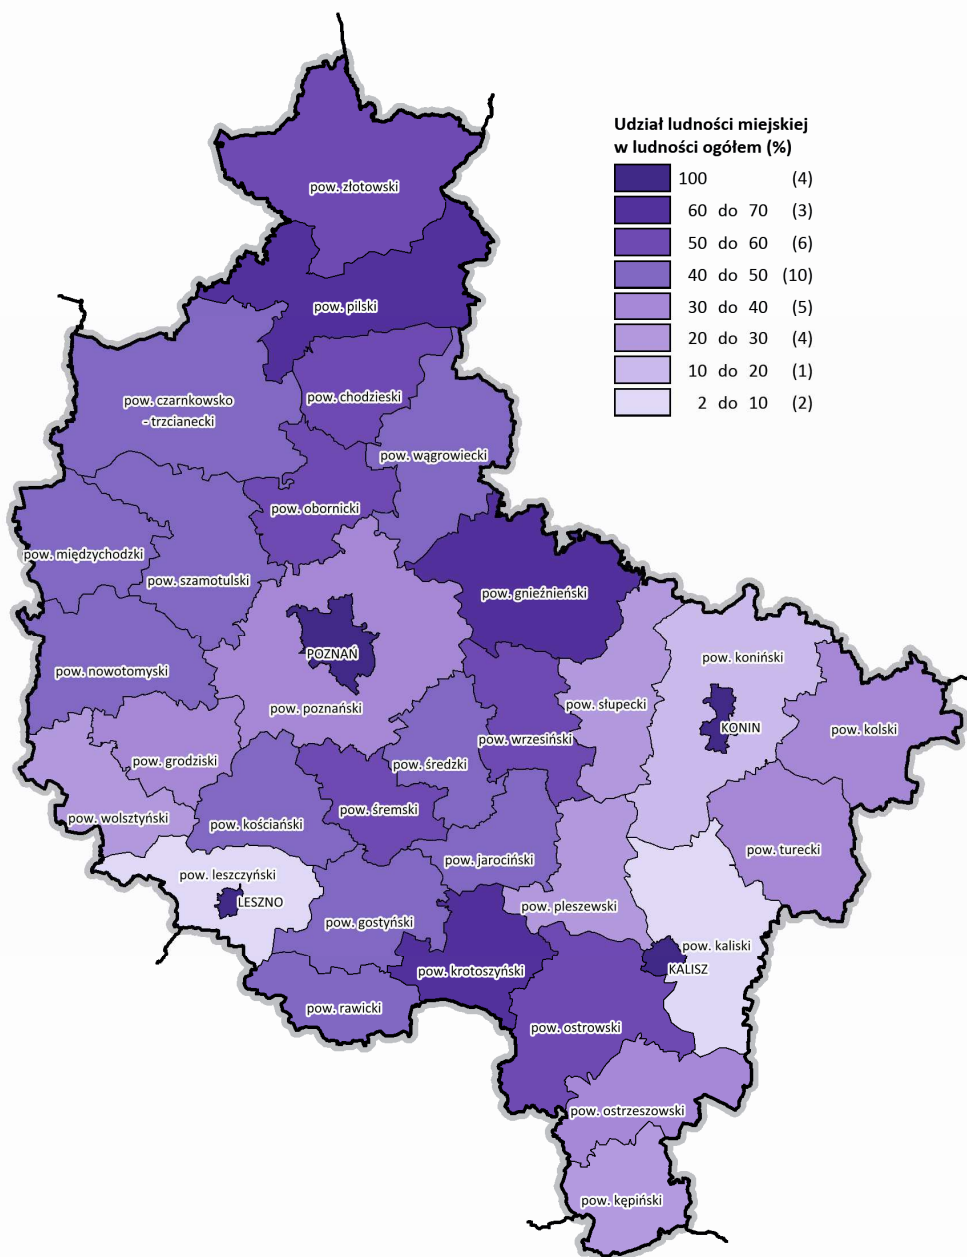 Udział ludności miejskiej
w ludności ogółem (%)
100 (4)
60 do 70 (3)
50 do 60 (6)
40 do 50 (10)
30 do 40 (5)
20 do 30 (4)
10 do 20 (1)
2 do 10 (2)
pow. złotowski
pow. pilski
pow. chodzieski
pow. czarnkowsko
- trzcianecki
pow. wągrowiecki
pow. obornicki
pow. międzychodzki
pow. szamotulski
pow. gnieźnieński
POZNAŃ
pow. koniński
pow. nowotomyski
pow. słupecki
pow. poznański
KONIN
pow. kolski
pow. wrzesiński
pow. grodziski
pow. średzki
pow. śremski
pow. wolsztyński
pow. kościański
pow. turecki
pow. jarociński
pow. leszczyński
LESZNO
pow. pleszewski
pow. gostyński
pow. kaliski
KALISZ
pow. krotoszyński
pow. rawicki
pow. ostrowski
pow. ostrzeszowski
pow. kępiński